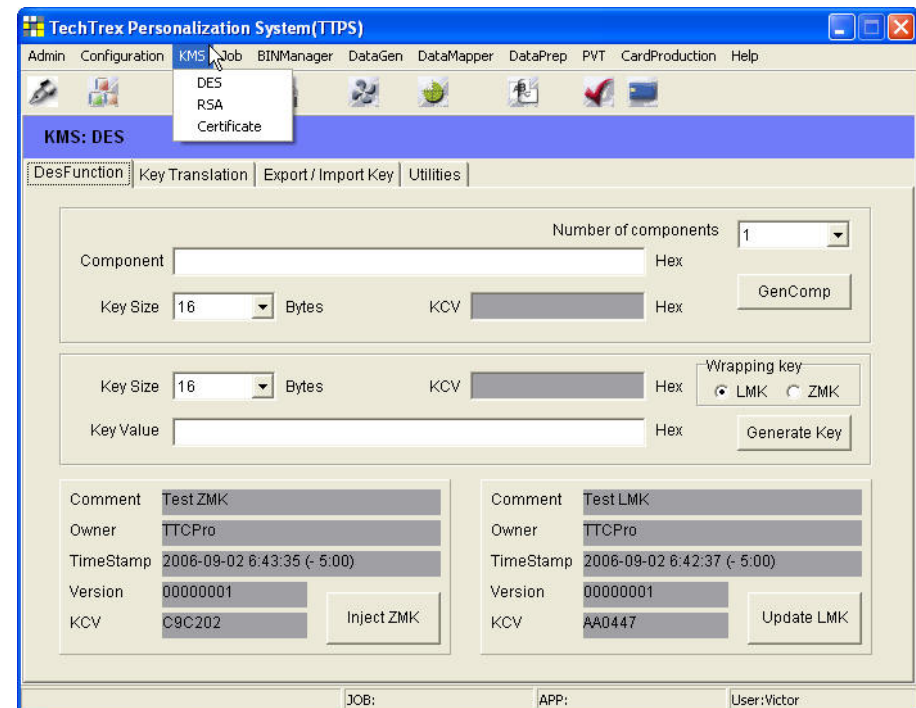 TechTrex Personalization System(TTPS)
Admin Configuration KMS Job BINManager DataGen DataMapper DataPrep PVT CardProduction Help
DES
RSA
Certificate
KMS: DES
DesFunction Key Translation Export / Import Key Utilities
Number of components 1
Component Hex
GenComp
Key Size 16 Bytes KCV Hex
Wrapping key
Key Size 16 Bytes KCV Hex LMK ZMK
Key Value Hex Generate Key
Comment Test ZMK
Owner TTCPro
TimeStamp 2006-09-02 6:43:35 (- 5:00)
Version 00000001
KCV C9C202
Inject ZMK
Comment Test LMK
Owner TTCPro
TimeStamp 2006-09-02 6:42:37 (- 5:00)
Version 00000001
KCV AA0447
Update LMK
JOB: APP: User:Victor